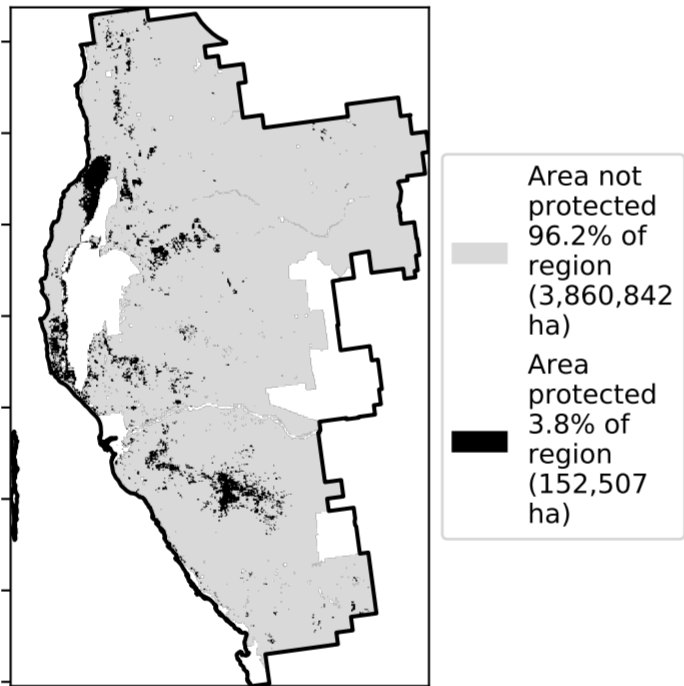 Area not
protected
96.2% of
region
(3,860,842
ha)
Area
protected
3.8% of
region
(152,507
ha)